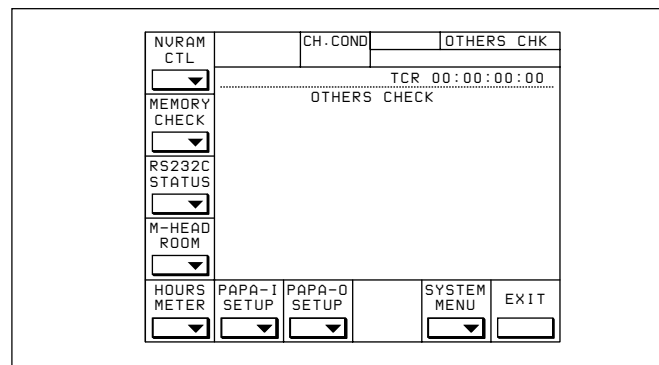 NVRAM CTL
CH.COND
OTHERS CHK
TCR 00:00:00:00
OTHERS CHECK
MEMORY CHECK
RS232C STATUS
M-HEAD ROOM
HOURS METER
PAPA-I SETUP
PAPA-O SETUP
SYSTEM MENU
EXIT